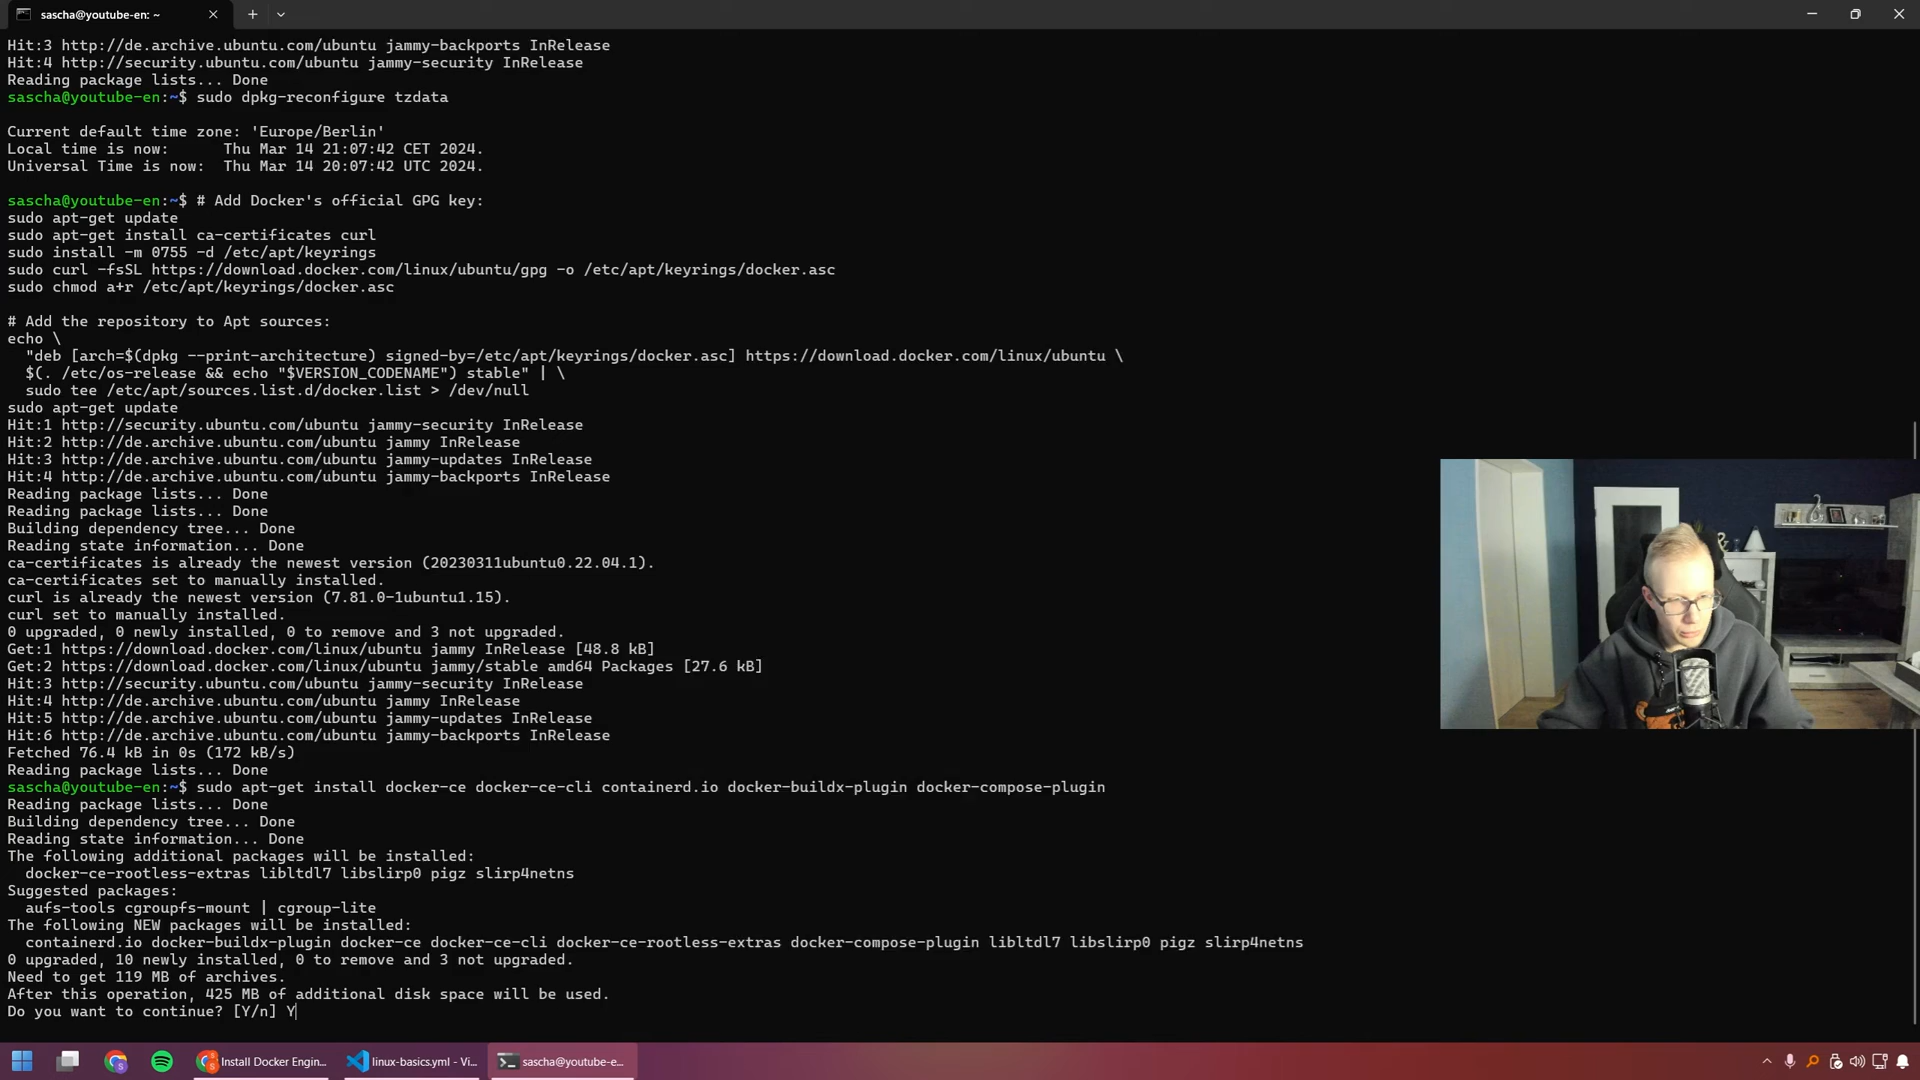 sascha@youtube-en: ~
Hit:3 http://de.archive.ubuntu.com/ubuntu jammy-backports InRelease
Hit:4 http://security.ubuntu.com/ubuntu jammy-security InRelease
Reading package lists... Done
sascha@youtube-en:~$ sudo dpkg-reconfigure tzdata
Current default time zone: 'Europe/Berlin'
Local time is now:      Thu Mar 14 21:07:42 CET 2024.
Universal Time is now:  Thu Mar 14 20:07:42 UTC 2024.
sascha@youtube-en:~$ # Add Docker's official GPG key:
sudo apt-get update
sudo apt-get install ca-certificates curl
sudo install -m 0755 -d /etc/apt/keyrings
sudo curl -fsSL https://download.docker.com/linux/ubuntu/gpg -o /etc/apt/keyrings/docker.asc
sudo chmod a+r /etc/apt/keyrings/docker.asc
# Add the repository to Apt sources:
echo \
  "deb [arch=$(dpkg --print-architecture) signed-by=/etc/apt/keyrings/docker.asc] https://download.docker.com/linux/ubuntu \
  $(. /etc/os-release && echo "$VERSION_CODENAME") stable" | \
  sudo tee /etc/apt/sources.list.d/docker.list > /dev/null
sudo apt-get update
Hit:1 http://security.ubuntu.com/ubuntu jammy-security InRelease
Hit:2 http://de.archive.ubuntu.com/ubuntu jammy InRelease
Hit:3 http://de.archive.ubuntu.com/ubuntu jammy-updates InRelease
Hit:4 http://de.archive.ubuntu.com/ubuntu jammy-backports InRelease
Reading package lists... Done
Reading package lists... Done
Building dependency tree... Done
Reading state information... Done
ca-certificates is already the newest version (20230311ubuntu0.22.04.1).
ca-certificates set to manually installed.
curl is already the newest version (7.81.0-1ubuntu1.15).
curl set to manually installed.
0 upgraded, 0 newly installed, 0 to remove and 3 not upgraded.
Get:1 https://download.docker.com/linux/ubuntu jammy InRelease [48.8 kB]
Get:2 https://download.docker.com/linux/ubuntu jammy/stable amd64 Packages [27.6 kB]
Hit:3 http://security.ubuntu.com/ubuntu jammy-security InRelease
Hit:4 http://de.archive.ubuntu.com/ubuntu jammy InRelease
Hit:5 http://de.archive.ubuntu.com/ubuntu jammy-updates InRelease
Hit:6 http://de.archive.ubuntu.com/ubuntu jammy-backports InRelease
Fetched 76.4 kB in 0s (172 kB/s)
Reading package lists... Done
sascha@youtube-en:~$ sudo apt-get install docker-ce docker-ce-cli containerd.io docker-buildx-plugin docker-compose-plugin
Reading package lists... Done
Building dependency tree... Done
Reading state information... Done
The following additional packages will be installed:
  docker-ce-rootless-extras libltdl7 libslirp0 pigz slirp4netns
Suggested packages:
  aufs-tools cgroupfs-mount | cgroup-lite
The following NEW packages will be installed:
  containerd.io docker-buildx-plugin docker-ce docker-ce-cli docker-ce-rootless-extras docker-compose-plugin libltdl7 libslirp0 pigz slirp4netns
0 upgraded, 10 newly installed, 0 to remove and 3 not upgraded.
Need to get 119 MB of archives.
After this operation, 425 MB of additional disk space will be used.
Do you want to continue? [Y/n] Y
Install Docker Engin...
linux-basics.yml - Vi...
sascha@youtube-e...